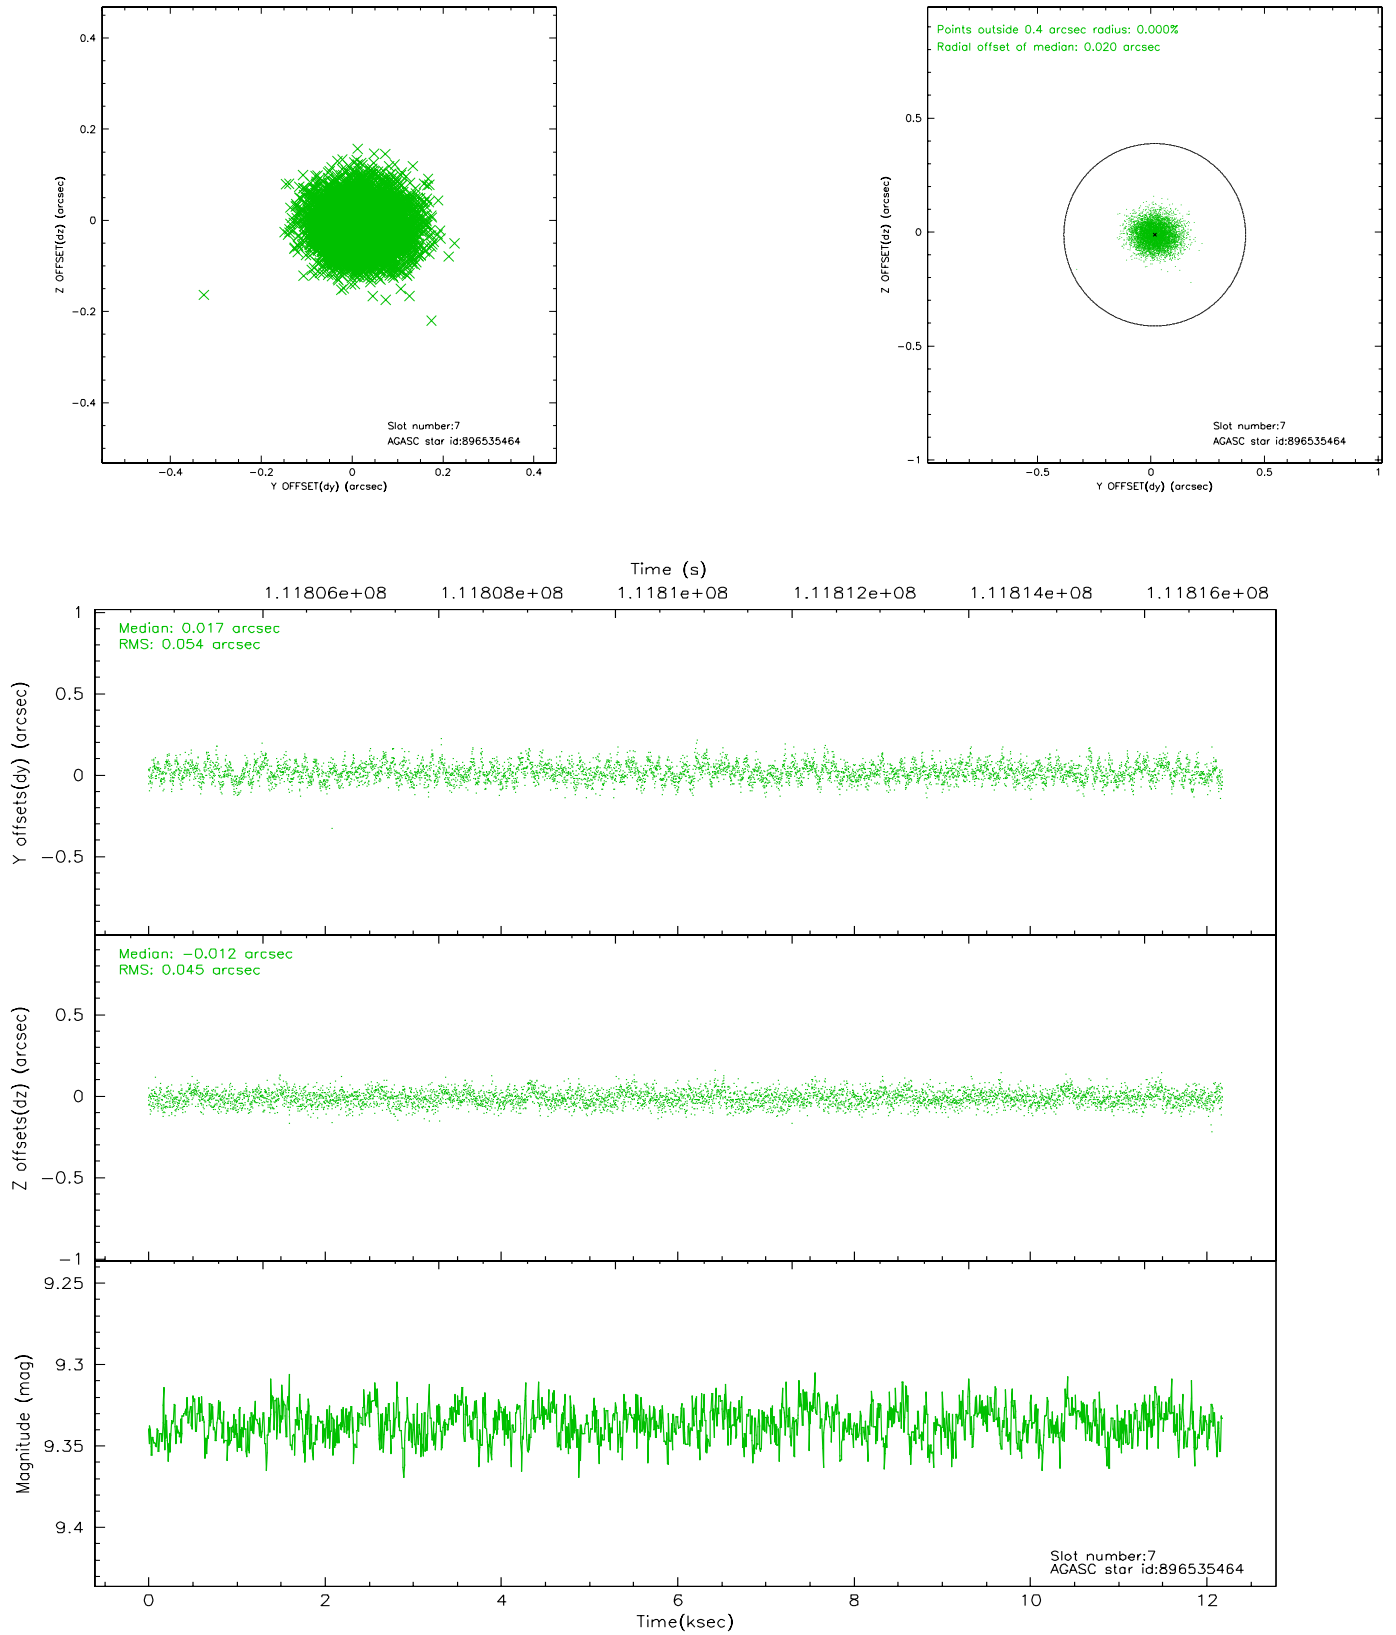 0.4
0.2
0
−0.2
−0.4
Z OFFSET(dz) (arcsec)
Slot number:7
AGASC star id:896535464
−0.4 −0.2 0 0.2 0.4
Y OFFSET(dy) (arcsec)
Points outside 0.4 arcsec radius: 0.000%
Radial offset of median: 0.020 arcsec
0.5
0
−0.5
−1
Z OFFSET(dz) (arcsec)
Slot number:7
AGASC star id:896535464
−0.5 0 0.5 1
Y OFFSET(dy) (arcsec)
Time (s)
1.11806e+08 1.11808e+08 1.1181e+08 1.11812e+08 1.11814e+08 1.11816e+08
Median: 0.017 arcsec
RMS: 0.054 arcsec
1
0.5
0
−0.5
Y offsets(dy) (arcsec)
Median: −0.012 arcsec
RMS: 0.045 arcsec
0.5
0
−0.5
−1
Z offsets(dz) (arcsec)
9.25
9.3
9.35
9.4
Magnitude (mag)
Slot number:7
AGASC star id:896535464
0 2 4 6 8 10 12
Time(ksec)